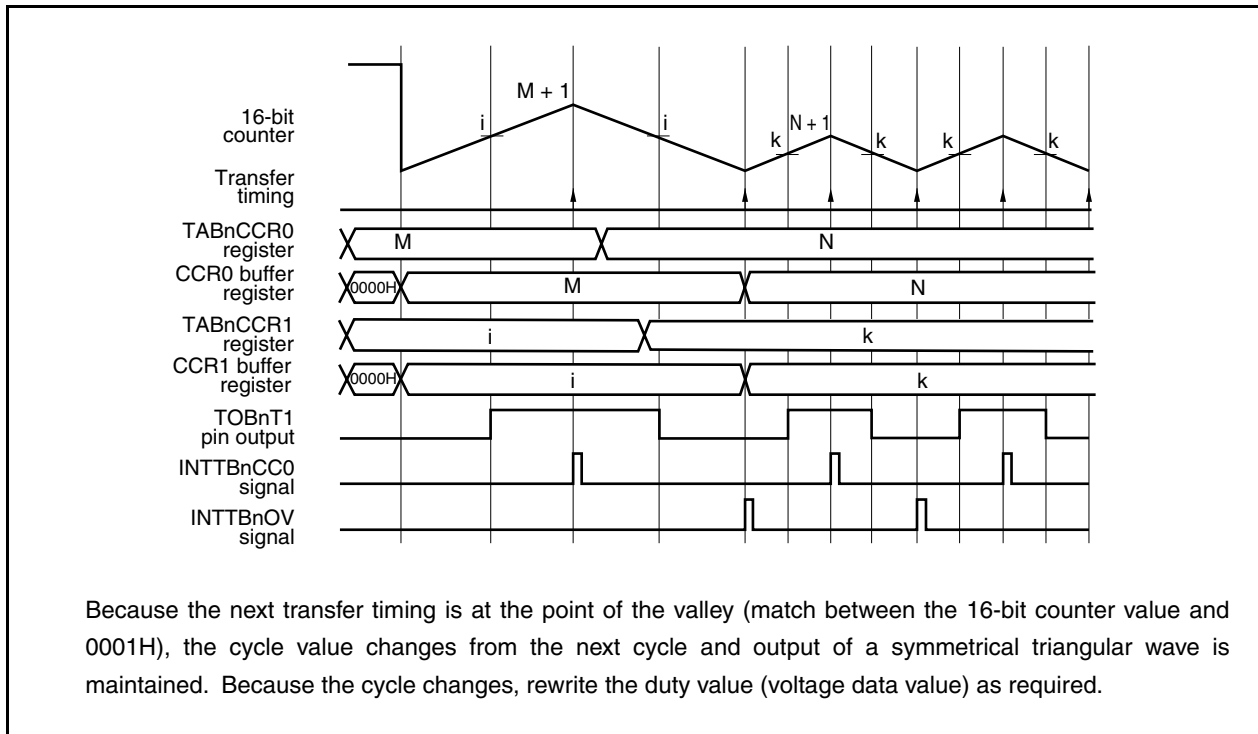 M + 1
16-bit
counter
i
i
k
N + 1
k
k
k
Transfer
timing
TABnCCR0
register
M
N
CCR0 buffer
register
0000H
M
N
TABnCCR1
register
i
k
CCR1 buffer
register
0000H
i
k
TOBnT1
pin output
INTTBnCC0
signal
INTTBnOV
signal
Because the next transfer timing is at the point of the valley (match between the 16-bit counter value and
0001H), the cycle value changes from the next cycle and output of a symmetrical triangular wave is
maintained. Because the cycle changes, rewrite the duty value (voltage data value) as required.